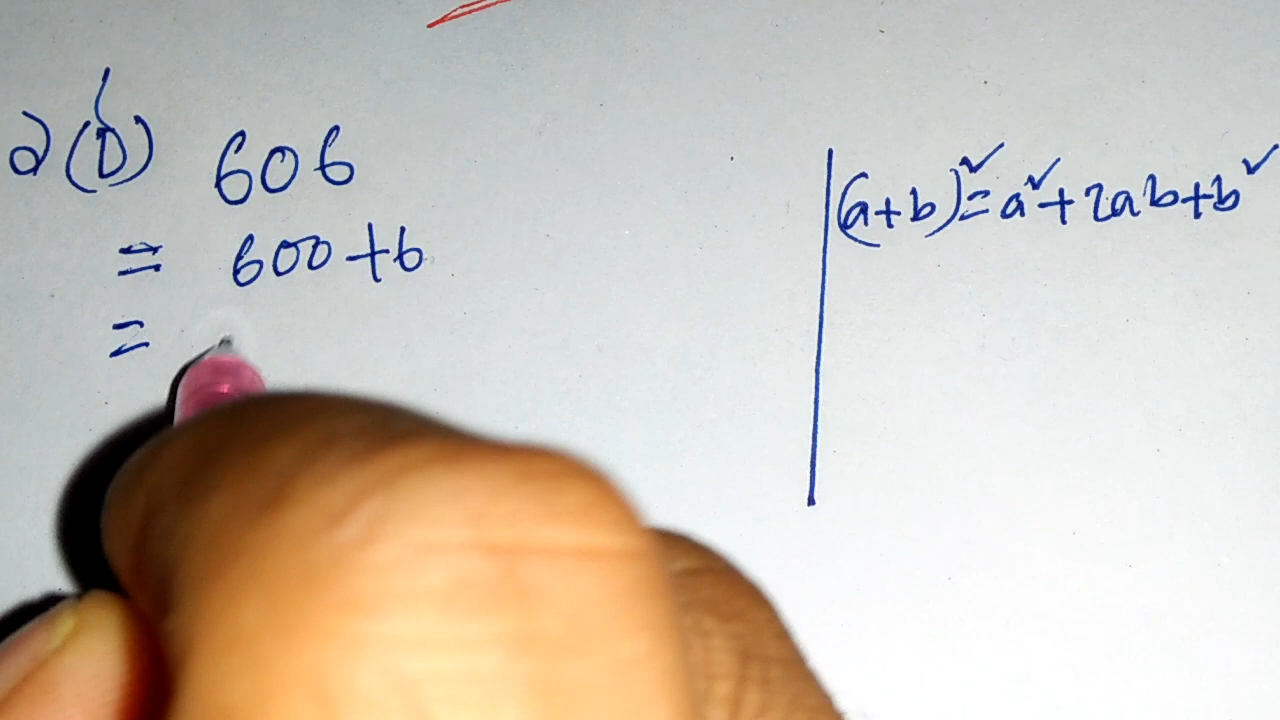 2(b) 606
= 600+6
=
(a+b)²=a²+2ab+b²